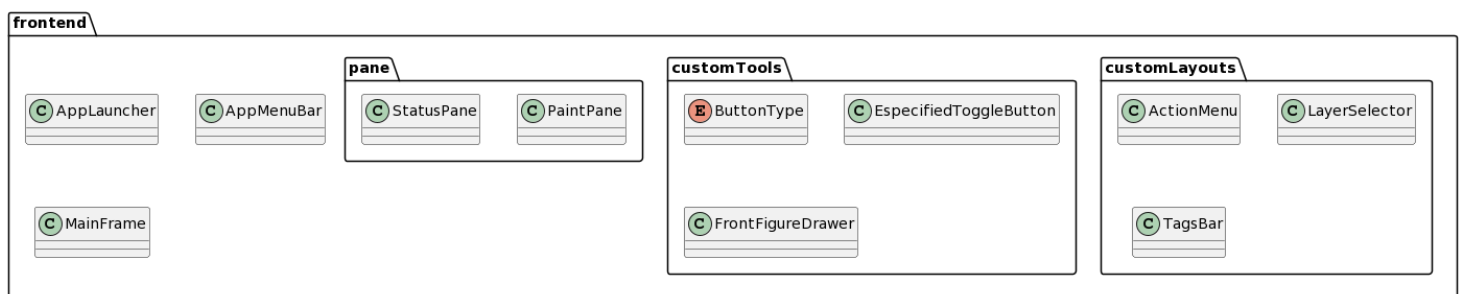 frontend
pane
customTools
customLayouts
C AppLauncher
C AppMenuBar
C StatusPane
C PaintPane
E ButtonType
C EspecifiedToggleButton
C ActionMenu
C LayerSelector
C MainFrame
C FrontFigureDrawer
C TagsBar